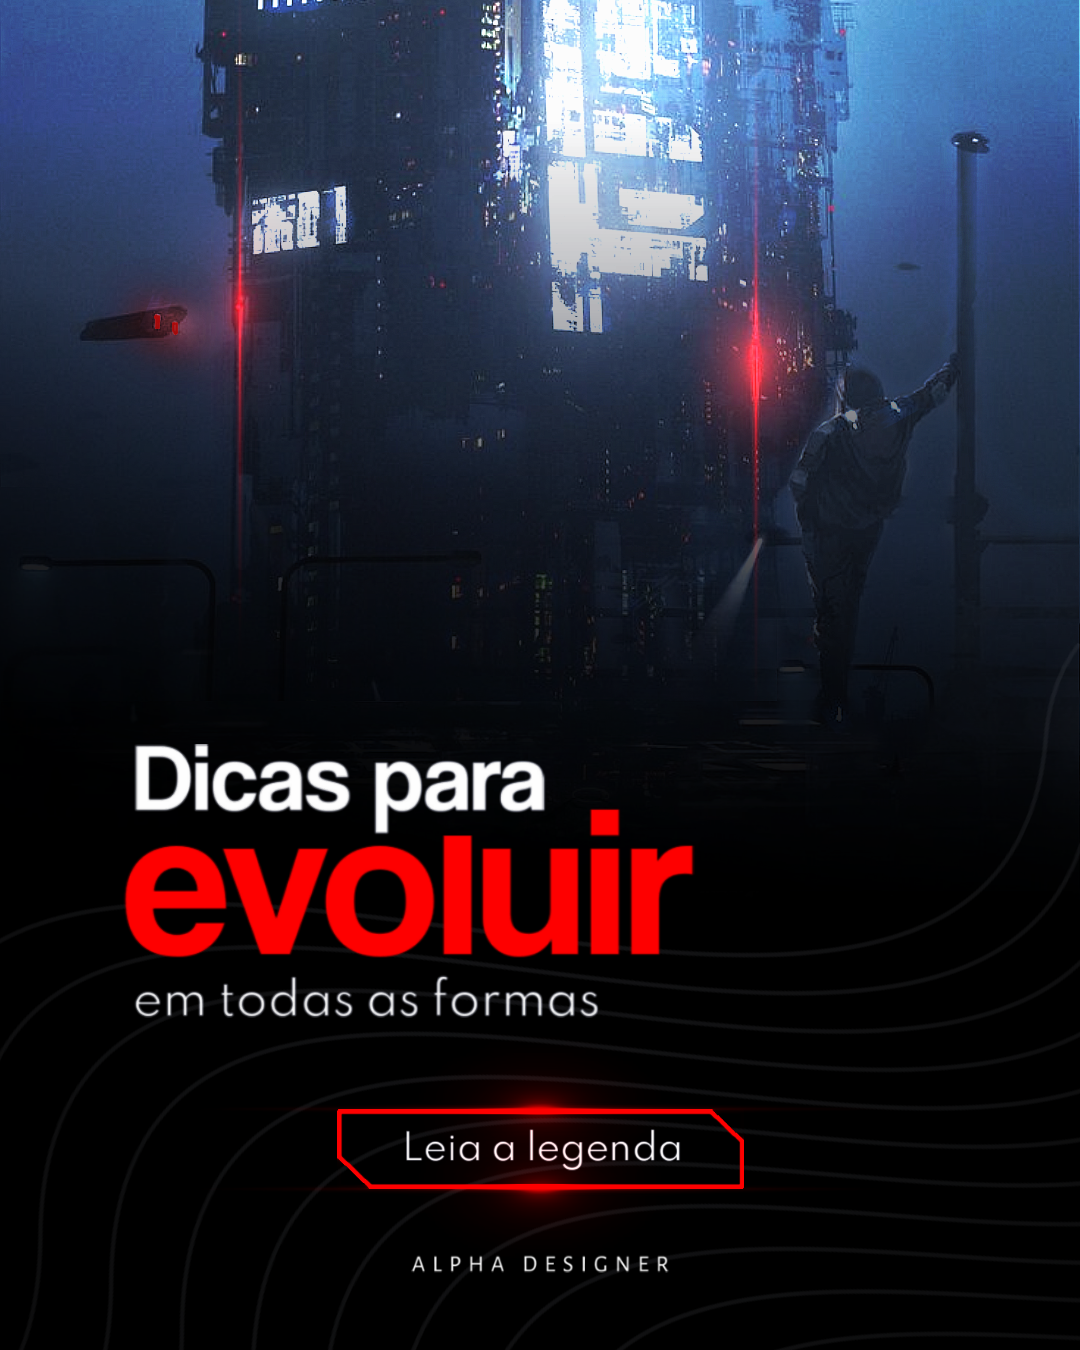 Dicas para
evoluir
em todas as formas
Leia a legenda
ALPHA DESIGNER